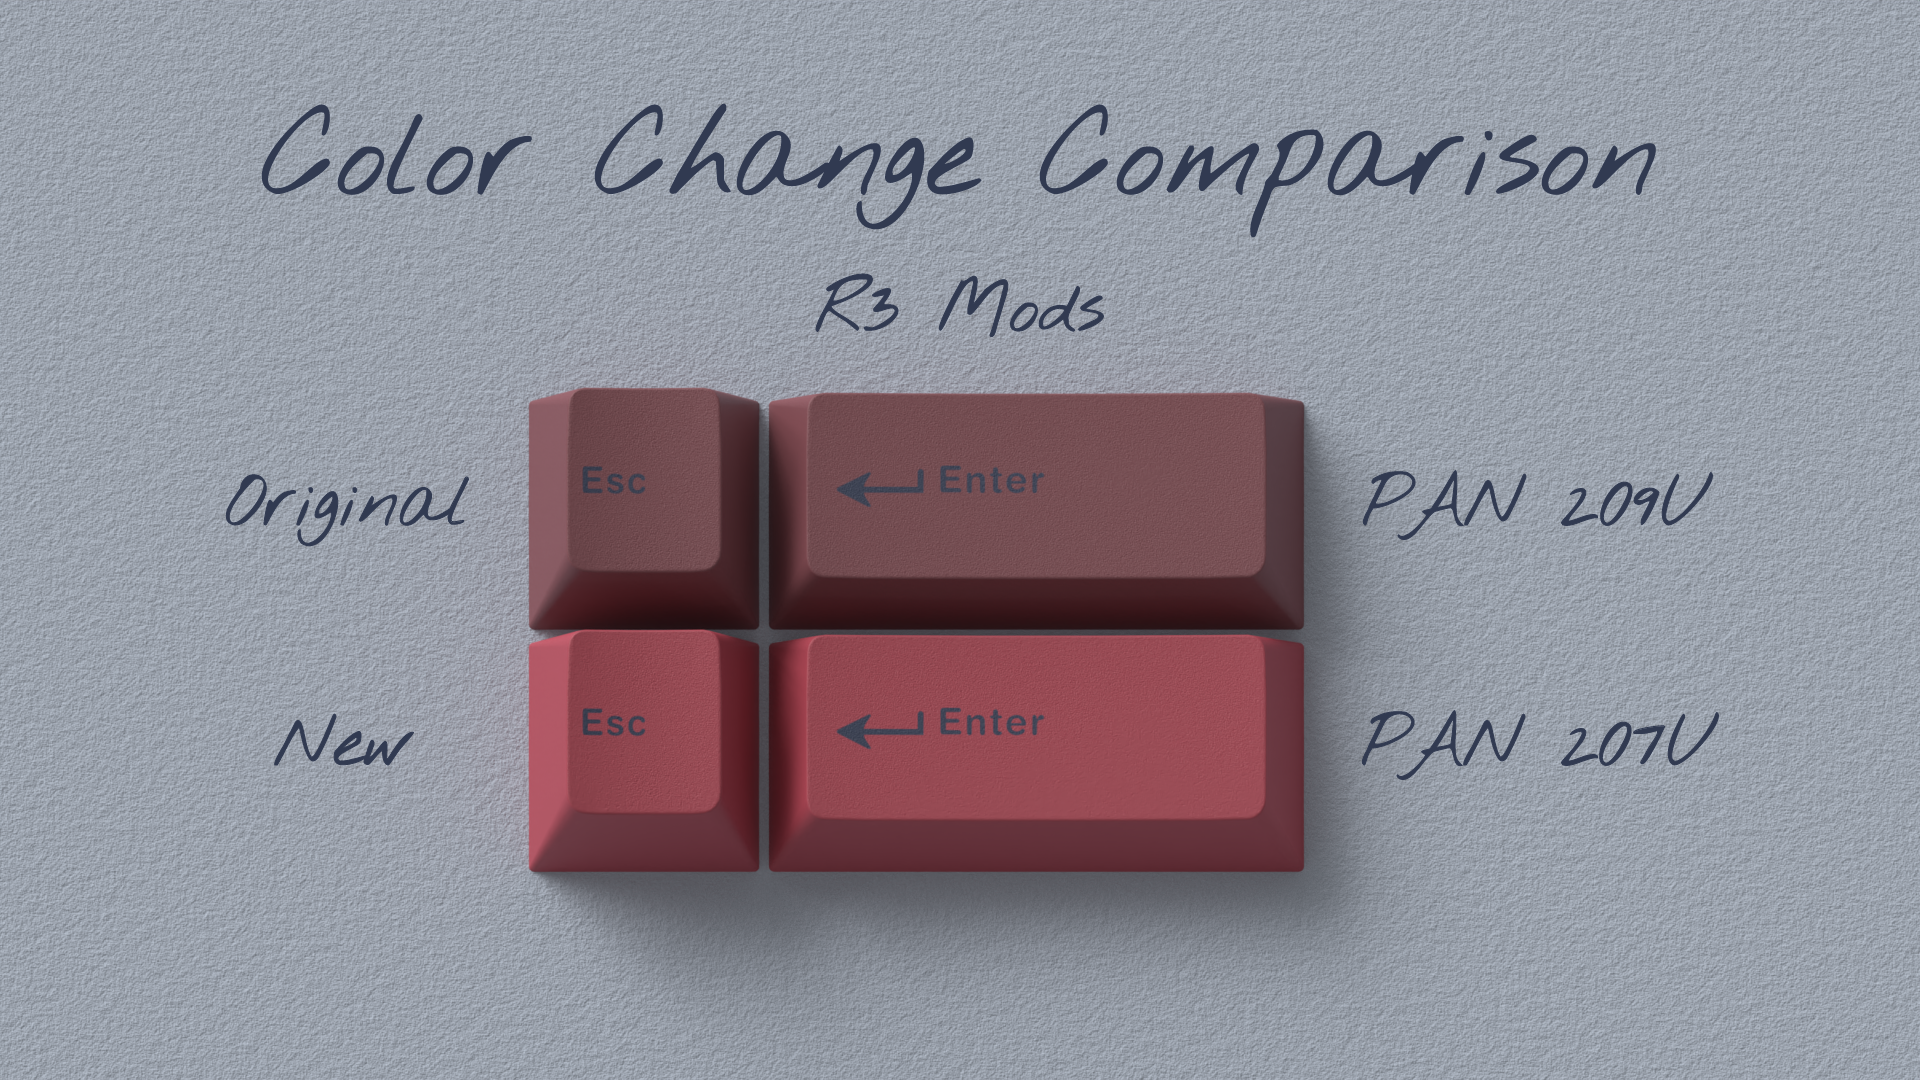 Color Change Comparison
R3 Mods
Original Esc Enter PAN 209U
New Esc Enter PAN 207U